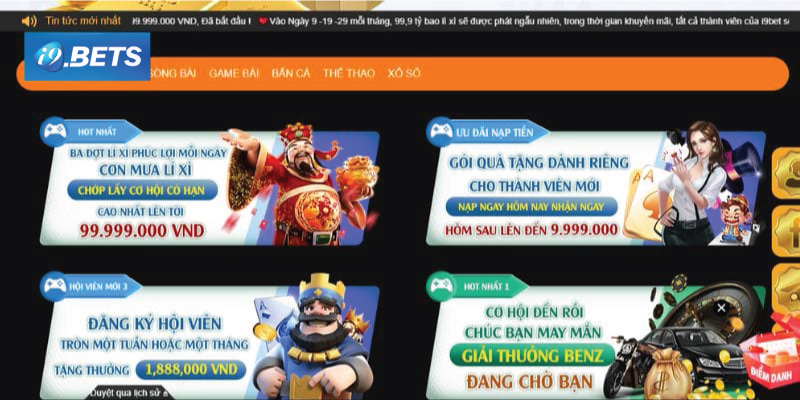 Tin tức mới nhất
99.999.000 VND, Đã bắt đầu ! ❤ Vào Ngày 9 -19 -29 mỗi tháng, 99,9 tỷ bao lì xì sẽ được phát ngẫu nhiên, trong thời gian khuyến mãi, tất cả thành viên của i9bet sẽ
i9.BETS
SÒNG BÀI GAME BÀI BẮN CÁ THỂ THAO XỔ SỐ
HOT NHẤT
BA ĐỢT LÌ XÌ PHÚC LỢI MỖI NGÀY
CƠN MƯA LÌ XÌ
CHỚP LẤY CƠ HỘI CÓ HẠN
CAO NHẤT LÊN TỚI
99.999.000 VND
ƯU ĐÃI NẠP TIỀN
GÓI QUÀ TẶNG DÀNH RIÊNG
CHO THÀNH VIÊN MỚI
NẠP NGAY HÔM NAY NHẬN NGAY
HÔM SAU LÊN ĐẾN 9.999.000
HỘI VIÊN MỚI 3
ĐĂNG KÝ HỘI VIÊN
TRÒN MỘT TUẦN HOẶC MỘT THÁNG
TẶNG THƯỞNG 1,888,000 VND
Duyệt qua lịch sử
HOT NHẤT 1
CƠ HỘI ĐẾN RỒI
CHÚC BẠN MAY MẮN
GIẢI THƯỞNG BENZ
ĐANG CHỜ BẠN
ĐIỂM DANH